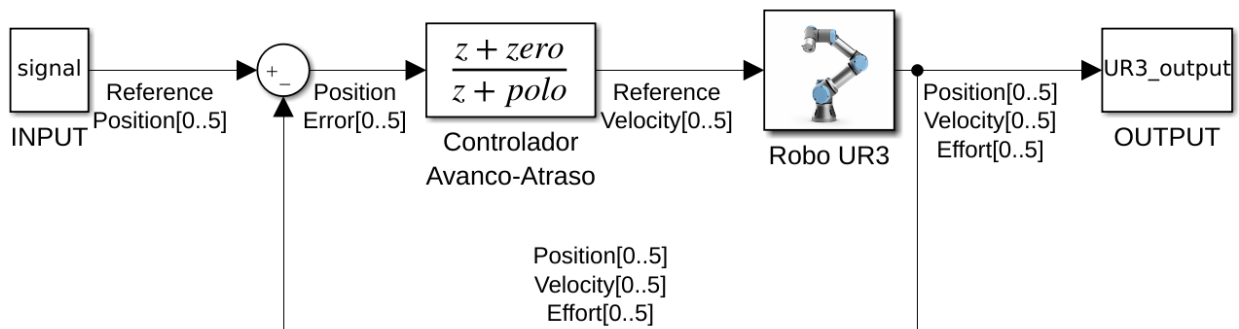 signal
INPUT
Reference
Position[0..5]
+
−
Position
Error[0..5]
z + zero
z + polo
Controlador
Avanco-Atraso
Reference
Velocity[0..5]
Robo UR3
Position[0..5]
Velocity[0..5]
Effort[0..5]
UR3_output
OUTPUT
Position[0..5]
Velocity[0..5]
Effort[0..5]